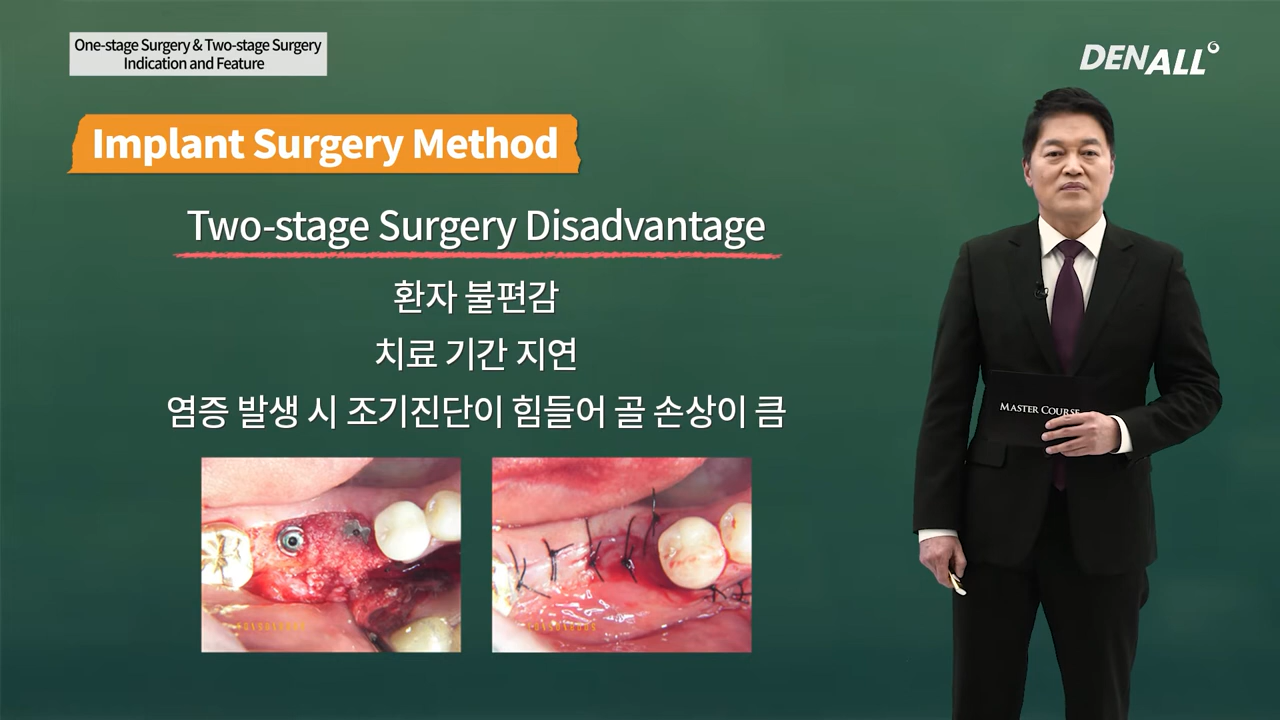 One-stage Surgery & Two-stage Surgery
Indication and Feature
DENALL
Implant Surgery Method
Two-stage Surgery Disadvantage
환자 불편감
치료 기간 지연
염증 발생 시 조기진단이 힘들어 골 손상이 큼
MASTER COURSE